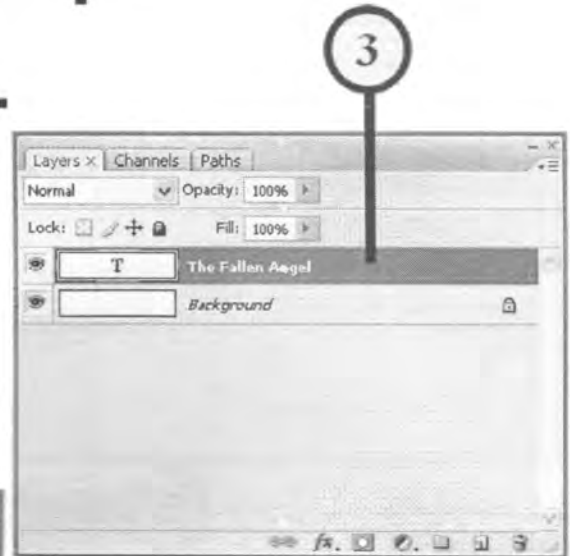 3
Layers × Channels Paths
Normal Opacity: 100%
Lock: Fill: 100%
T The Fallen Angel
Background
fx.